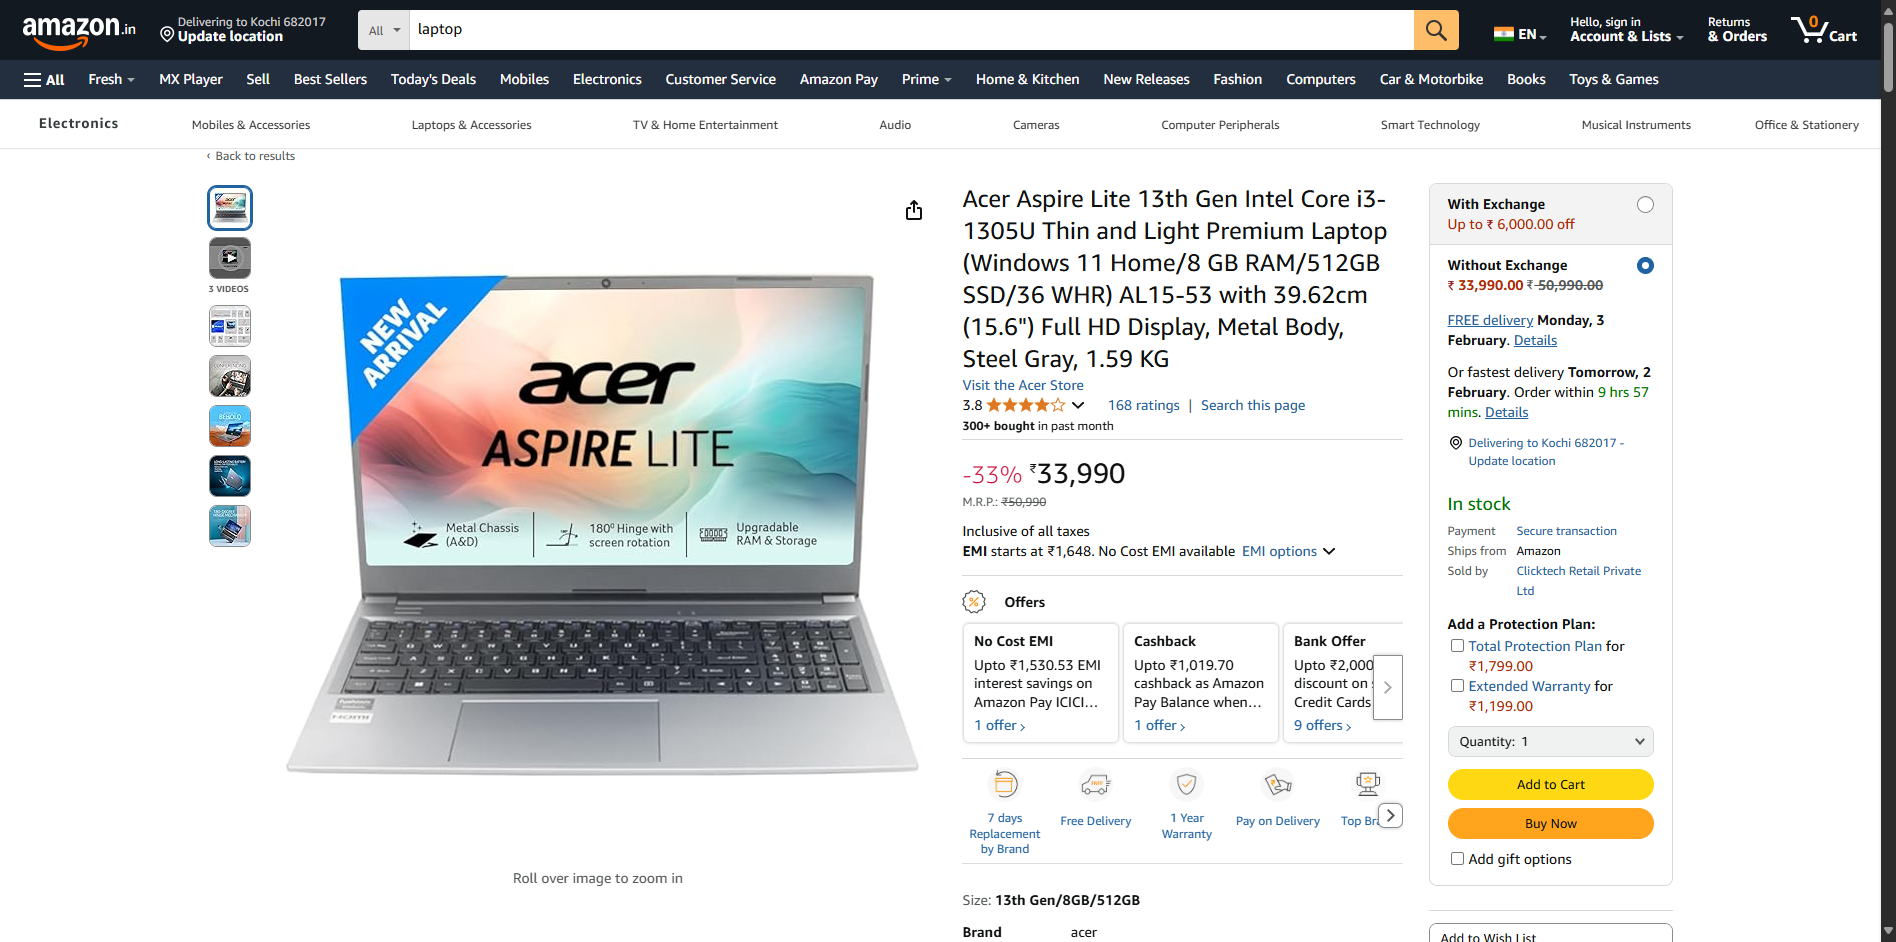 amazon.in
Delivering to Kochi 682017
Update location
All
laptop
EN
Hello, sign in
Account & Lists
Returns
& Orders
0
Cart
All
Fresh
MX Player
Sell
Best Sellers
Today's Deals
Mobiles
Electronics
Customer Service
Amazon Pay
Prime
Home & Kitchen
New Releases
Fashion
Computers
Car & Motorbike
Books
Toys & Games
Electronics
Mobiles & Accessories
Laptops & Accessories
TV & Home Entertainment
Audio
Cameras
Computer Peripherals
Smart Technology
Musical Instruments
Office & Stationery
‹ Back to results
3 VIDEOS
NEW
ARRIVAL
acer
ASPIRE LITE
Metal Chassis
(A&D)
180° Hinge with
screen rotation
Upgradable
RAM & Storage
Roll over image to zoom in
Acer Aspire Lite 13th Gen Intel Core i3-
1305U Thin and Light Premium Laptop
(Windows 11 Home/8 GB RAM/512GB
SSD/36 WHR) AL15-53 with 39.62cm
(15.6") Full HD Display, Metal Body,
Steel Gray, 1.59 KG
Visit the Acer Store
3.8
168 ratings | Search this page
300+ bought in past month
-33% ₹33,990
M.R.P.: ₹50,990
Inclusive of all taxes
EMI starts at ₹1,648. No Cost EMI available EMI options
Offers
No Cost EMI
Upto ₹1,530.53 EMI
interest savings on
Amazon Pay ICICI...
1 offer ›
Cashback
Upto ₹1,019.70
cashback as Amazon
Pay Balance when...
1 offer ›
Bank Offer
Upto ₹2,000
discount on
Credit Cards
9 offers ›
7 days
Replacement
by Brand
Free Delivery
1 Year
Warranty
Pay on Delivery
Top
Size: 13th Gen/8GB/512GB
Brand acer
With Exchange
Up to ₹ 6,000.00 off
Without Exchange
₹ 33,990.00 ₹ 50,990.00
FREE delivery Monday, 3
February. Details
Or fastest delivery Tomorrow, 2
February. Order within 9 hrs 57
mins. Details
Delivering to Kochi 682017 -
Update location
In stock
Payment Secure transaction
Ships from Amazon
Sold by Clicktech Retail Private
Ltd
Add a Protection Plan:
Total Protection Plan for
₹1,799.00
Extended Warranty for
₹1,199.00
Quantity: 1
Add to Cart
Buy Now
Add gift options
Add to Wish List